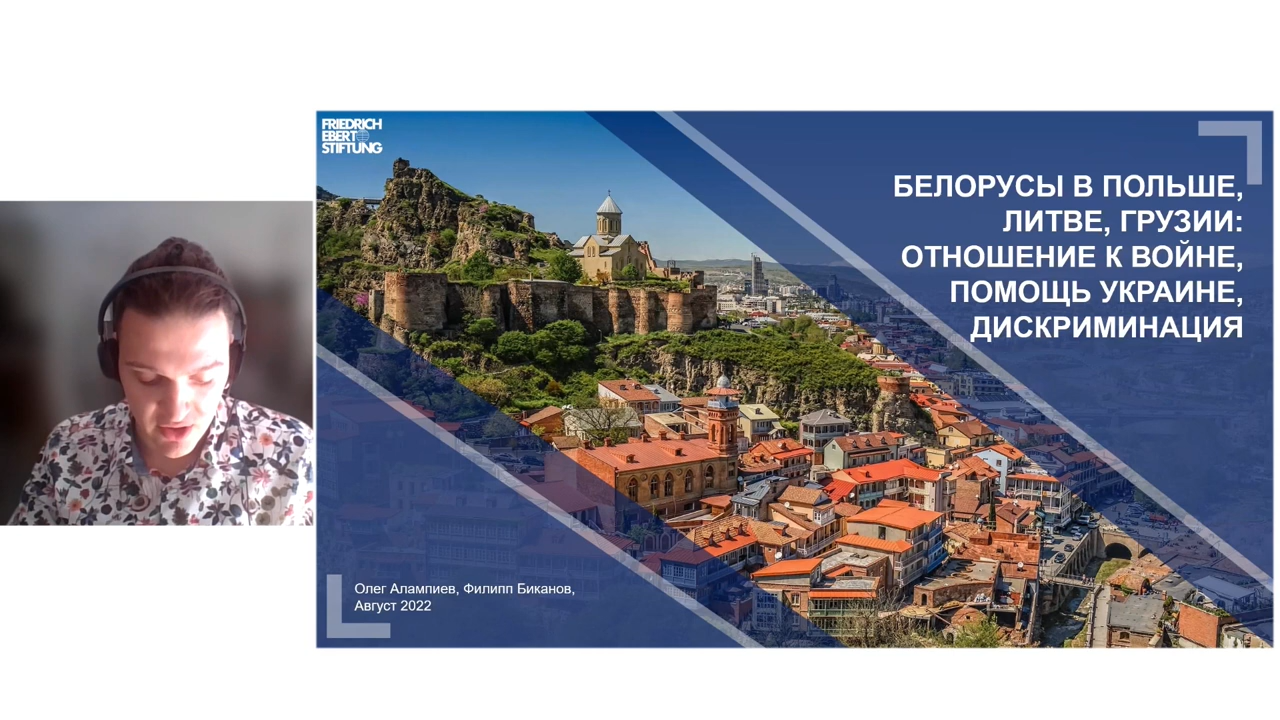 FRIEDRICH
EBERT
STIFTUNG
БЕЛОРУСЫ В ПОЛЬШЕ,
ЛИТВЕ, ГРУЗИИ:
ОТНОШЕНИЕ К ВОЙНЕ,
ПОМОЩЬ УКРАИНЕ,
ДИСКРИМИНАЦИЯ
Олег Алампиев, Филипп Биканов,
Август 2022